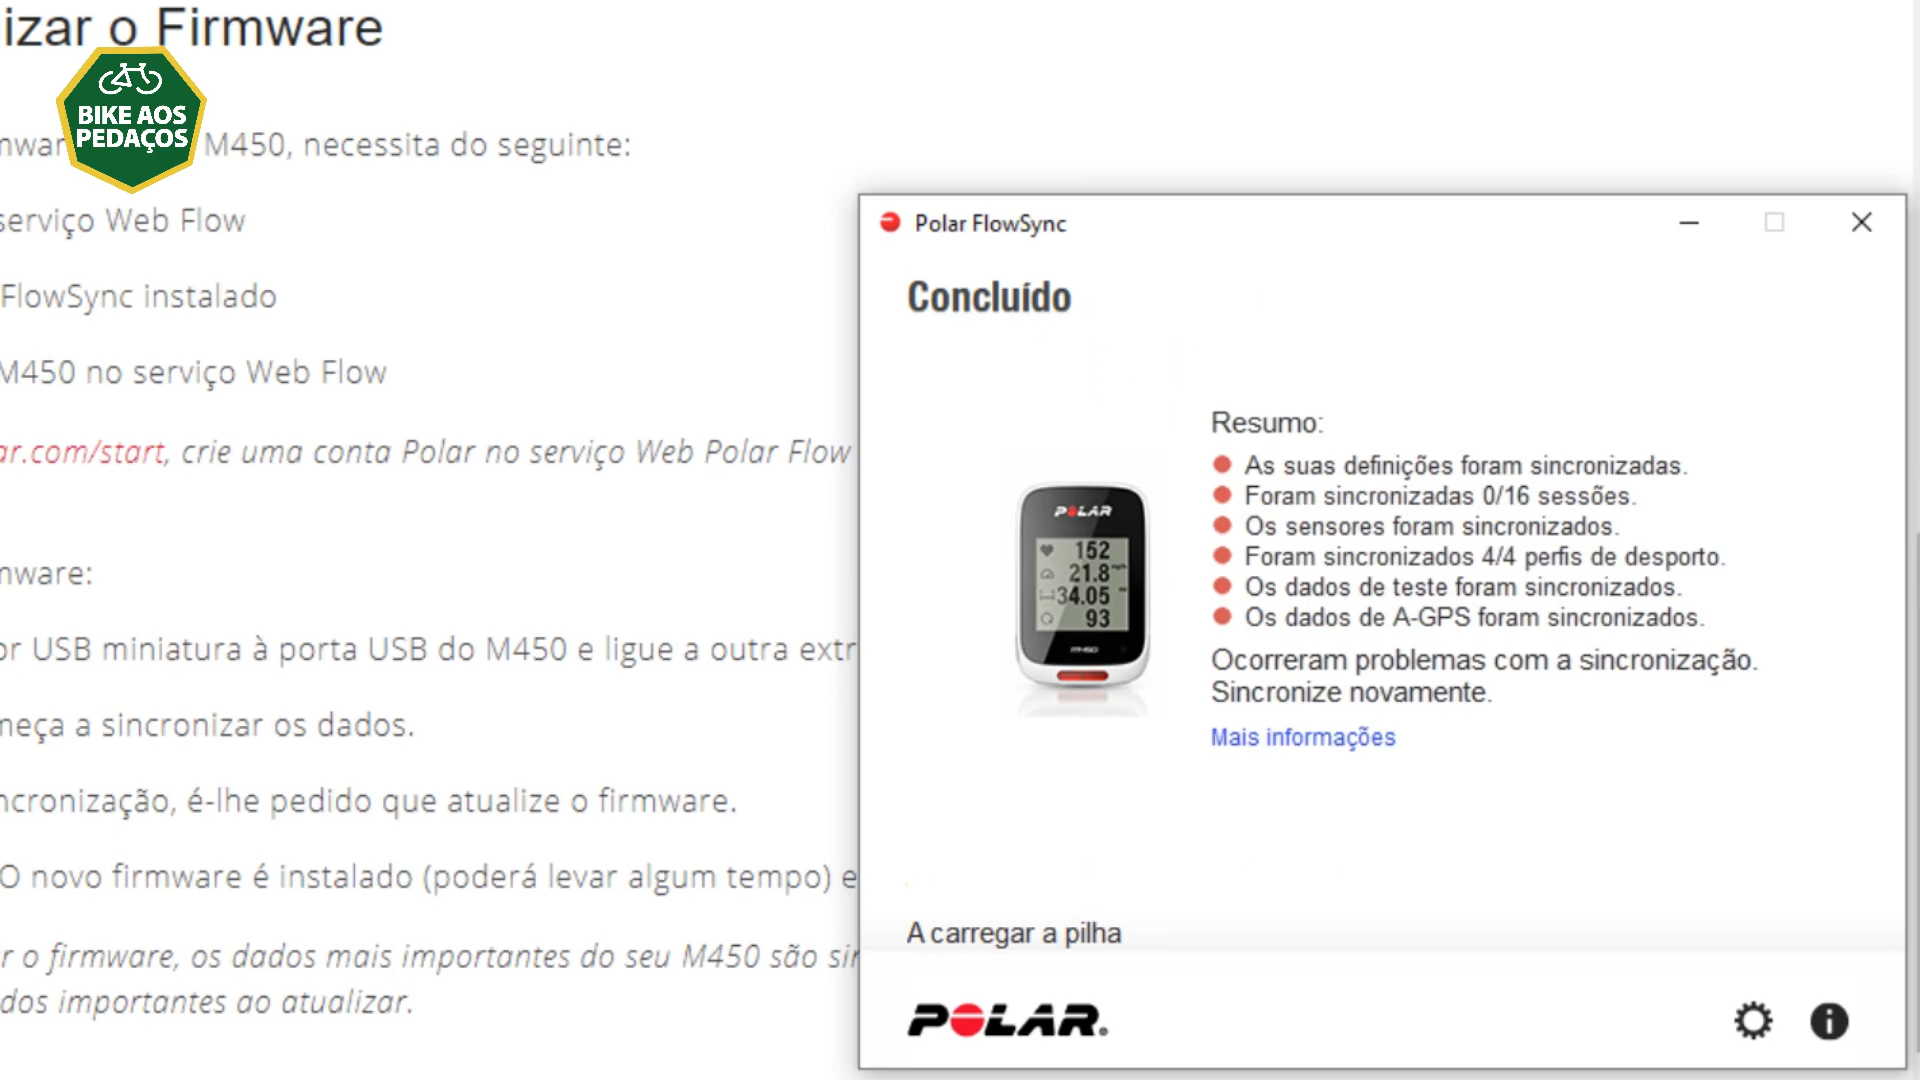 izar o Firmware
BIKE AOS
PEDAÇOS
M450, necessita do seguinte:
serviço Web Flow
FlowSync instalado
M450 no serviço Web Flow
ar.com/start, crie uma conta Polar no serviço Web Polar Flow
nware:
or USB miniatura à porta USB do M450 e ligue a outra extr
neça a sincronizar os dados.
ncronização, é-lhe pedido que atualize o firmware.
O novo firmware é instalado (poderá levar algum tempo) e
r o firmware, os dados mais importantes do seu M450 são sin
dos importantes ao atualizar.
Polar FlowSync
Concluído
POLAR
152
21.8
34.05
93
M450
Resumo:
As suas definições foram sincronizadas.
Foram sincronizadas 0/16 sessões.
Os sensores foram sincronizados.
Foram sincronizados 4/4 perfis de desporto.
Os dados de teste foram sincronizados.
Os dados de A-GPS foram sincronizados.
Ocorreram problemas com a sincronização.
Sincronize novamente.
Mais informações
A carregar a pilha
POLAR.